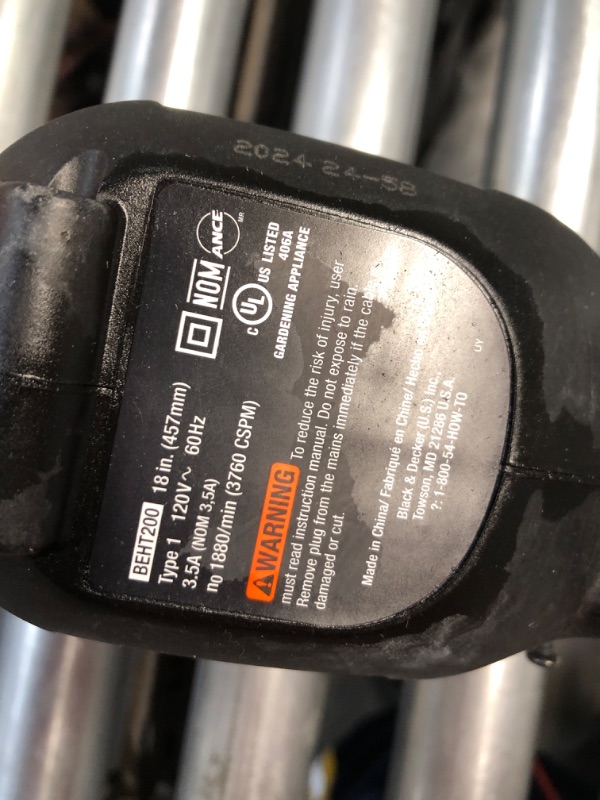 2024 24-58
BEHT200 18 in. (457mm)
Type 1 120V~ 60Hz
3.5A (NOM 3,5A)
no 1880/min (3760 CSPM)
NOM ANCE MR
C UL US LISTED
406A
GARDENING APPLIANCE
WARNING To reduce the risk of injury, user
must read instruction manual. Do not expose to rain.
Remove plug from the mains immediately if the
damaged or cut.
Made in China/ Fabriqué en Chine/
Black & Decker (U.S.) Inc.,
Towson, MD 21286 U.S.A.
?: 1-800-54-HOW-TO
UY